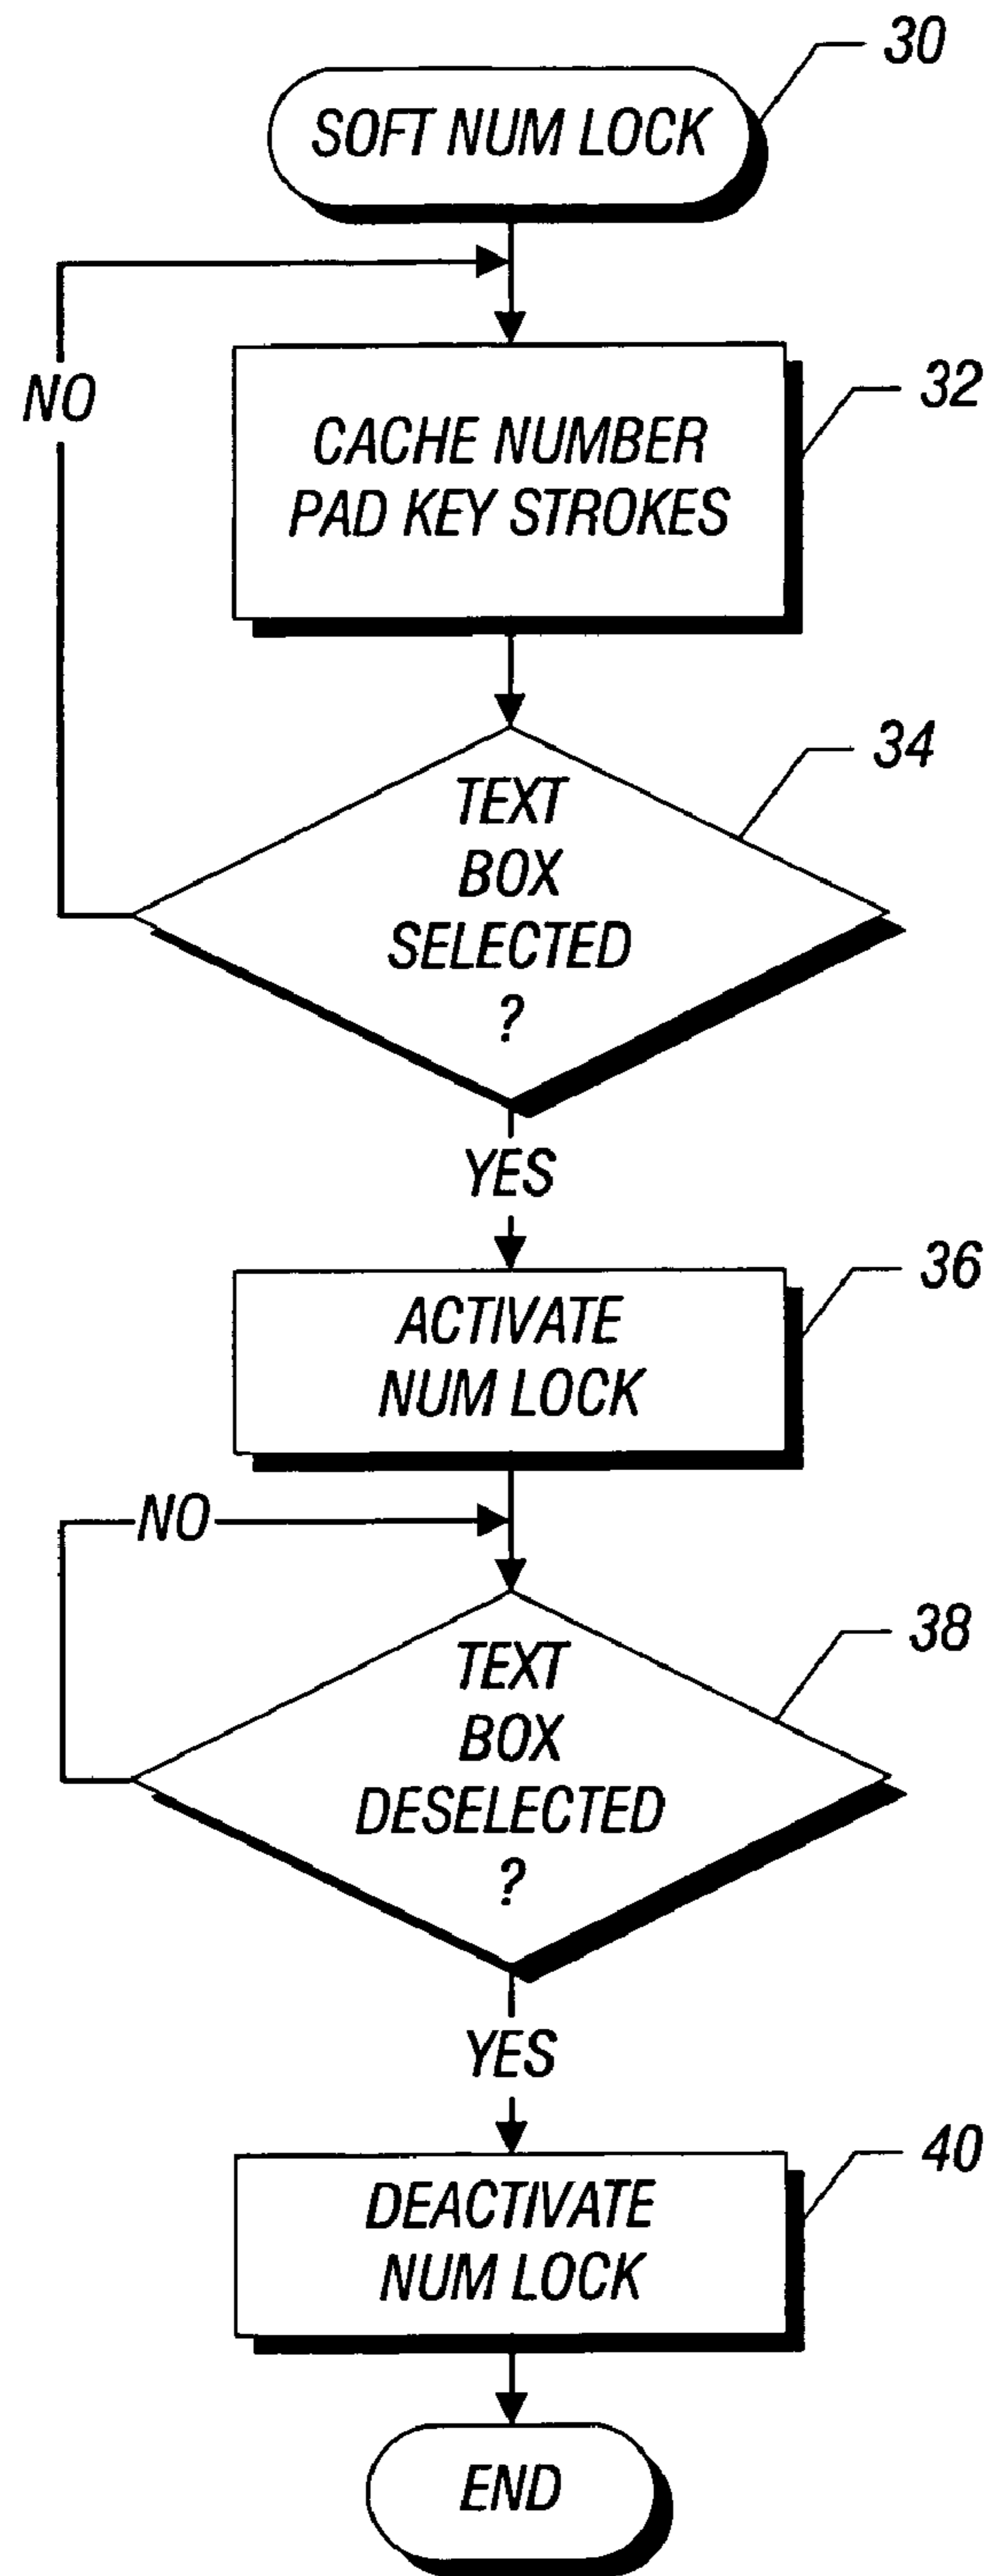 30
SOFT NUM LOCK
NO
32
CACHE NUMBER
PAD KEY STROKES
34
TEXT
BOX
SELECTED
?
YES
36
ACTIVATE
NUM LOCK
NO
38
TEXT
BOX
DESELECTED
?
YES
40
DEACTIVATE
NUM LOCK
END